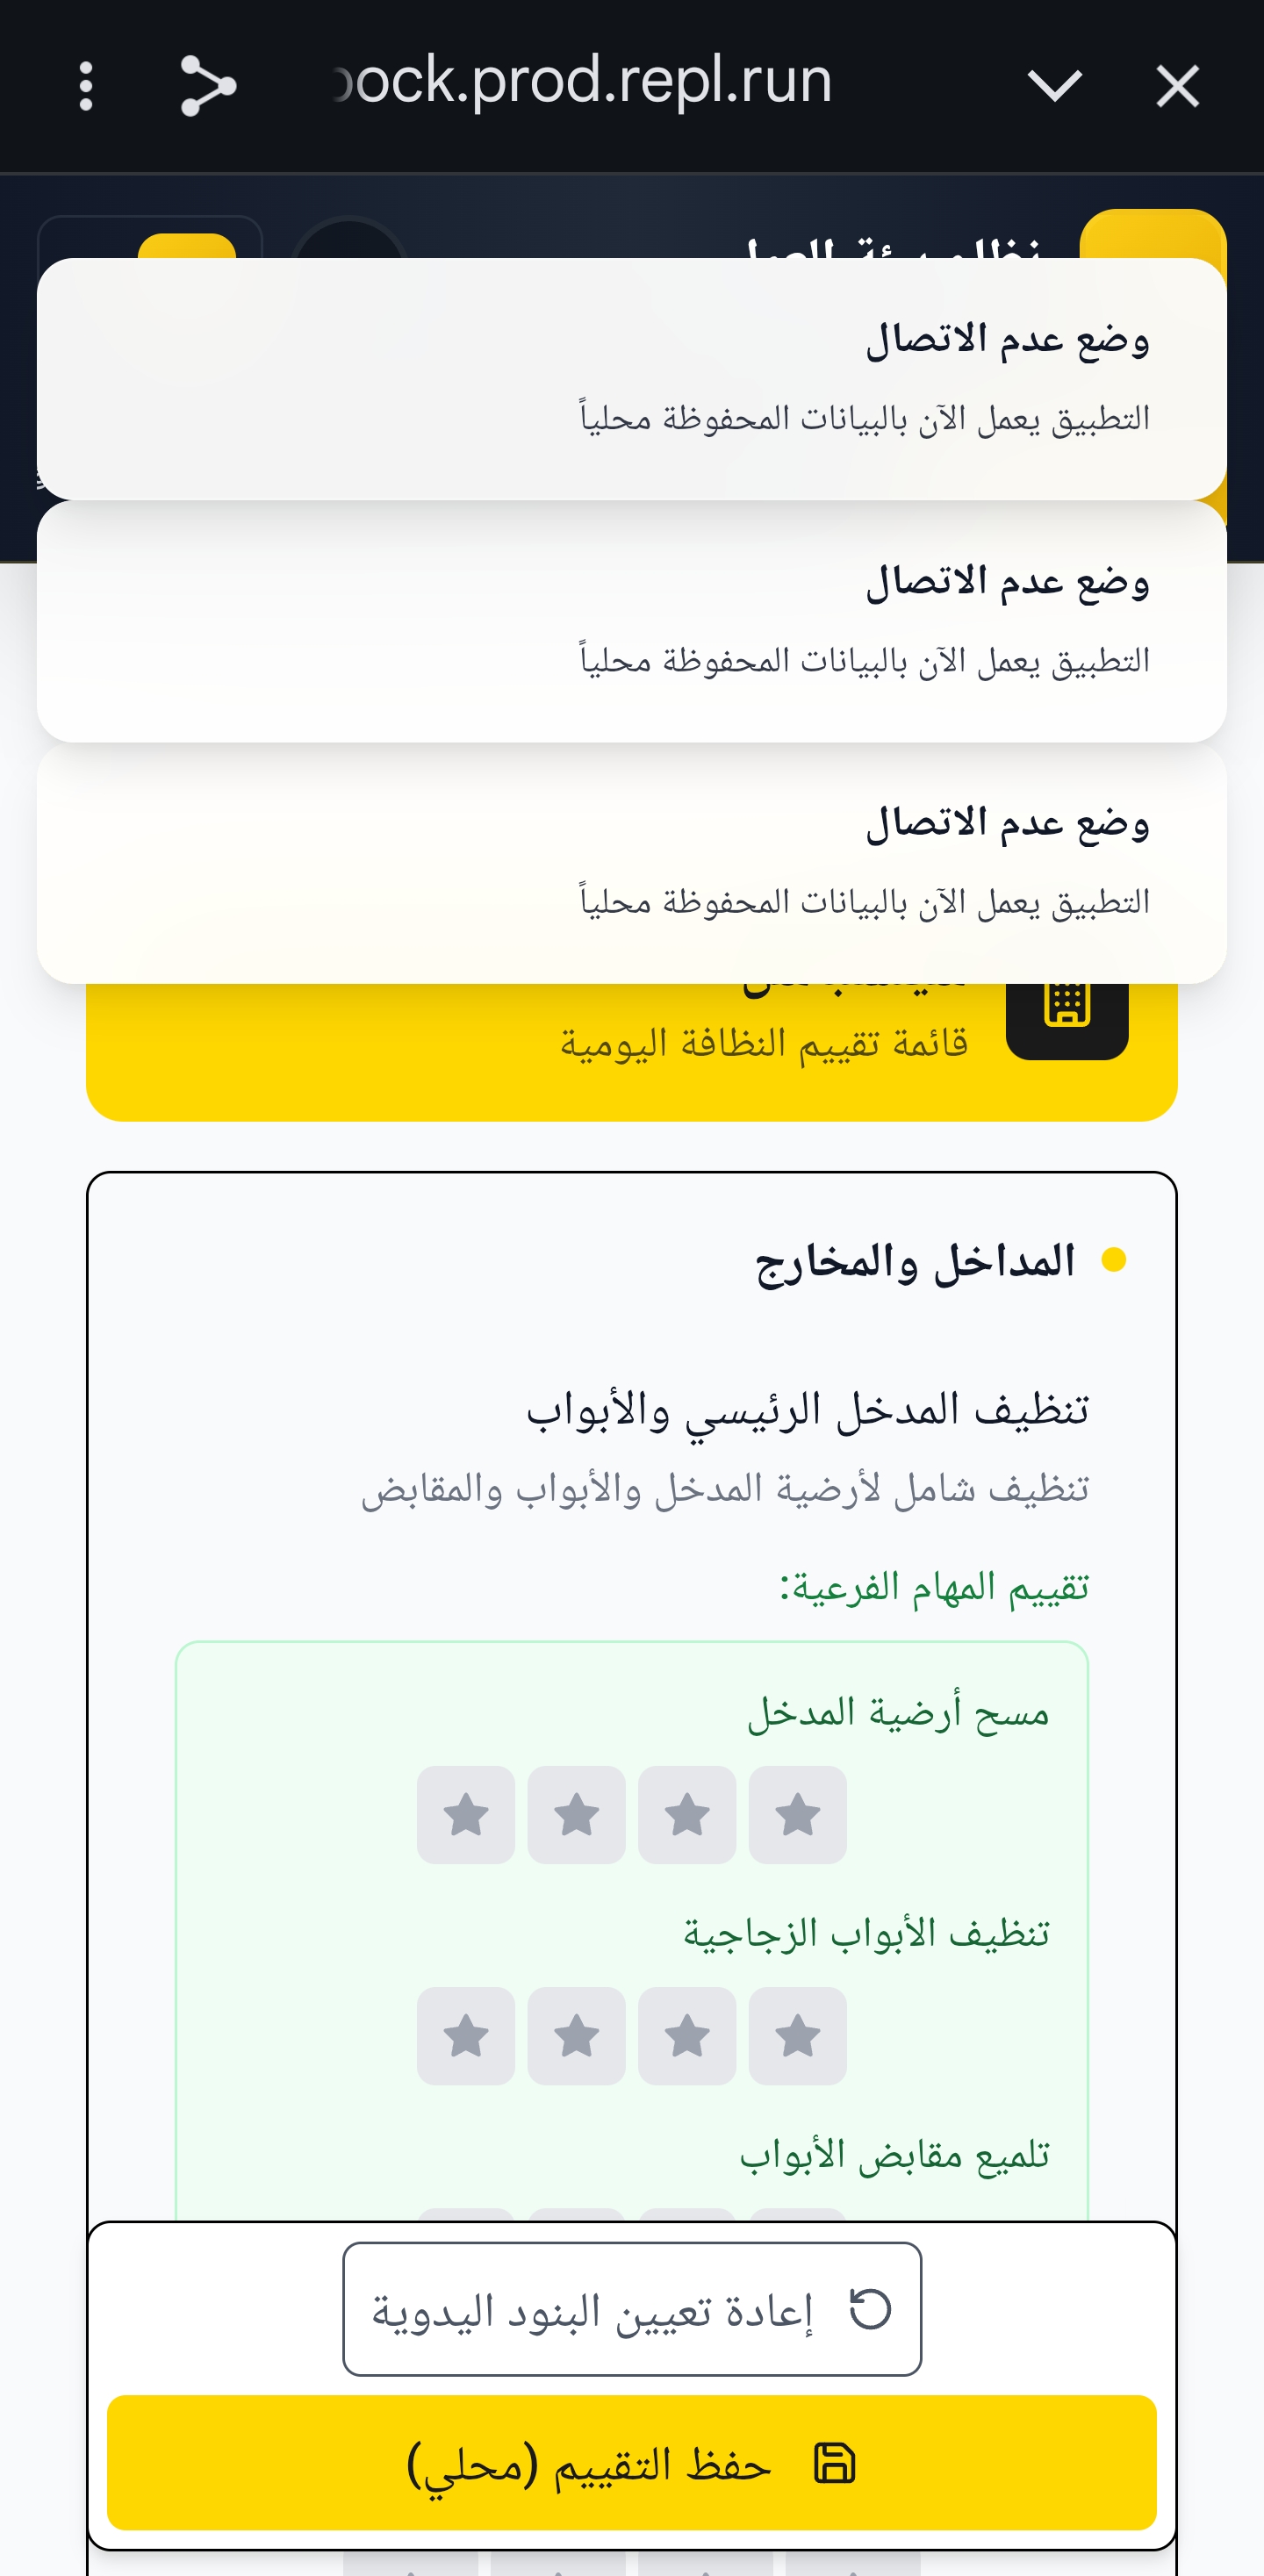 ock.prod.repl.run
وضع عدم الاتصال
التطبيق يعمل الآن بالبيانات المحفوظة محلياً
وضع عدم الاتصال
التطبيق يعمل الآن بالبيانات المحفوظة محلياً
وضع عدم الاتصال
التطبيق يعمل الآن بالبيانات المحفوظة محلياً
قائمة تقييم النظافة اليومية
المداخل والمخارج
تنظيف المدخل الرئيسي والأبواب
تنظيف شامل لأرضية المدخل والأبواب والمقابض
تقييم المهام الفرعية:
مسح أرضية المدخل
تنظيف الأبواب الزجاجية
تلميع مقابض الأبواب
إعادة تعيين البنود اليدوية
حفظ التقييم (محلي)